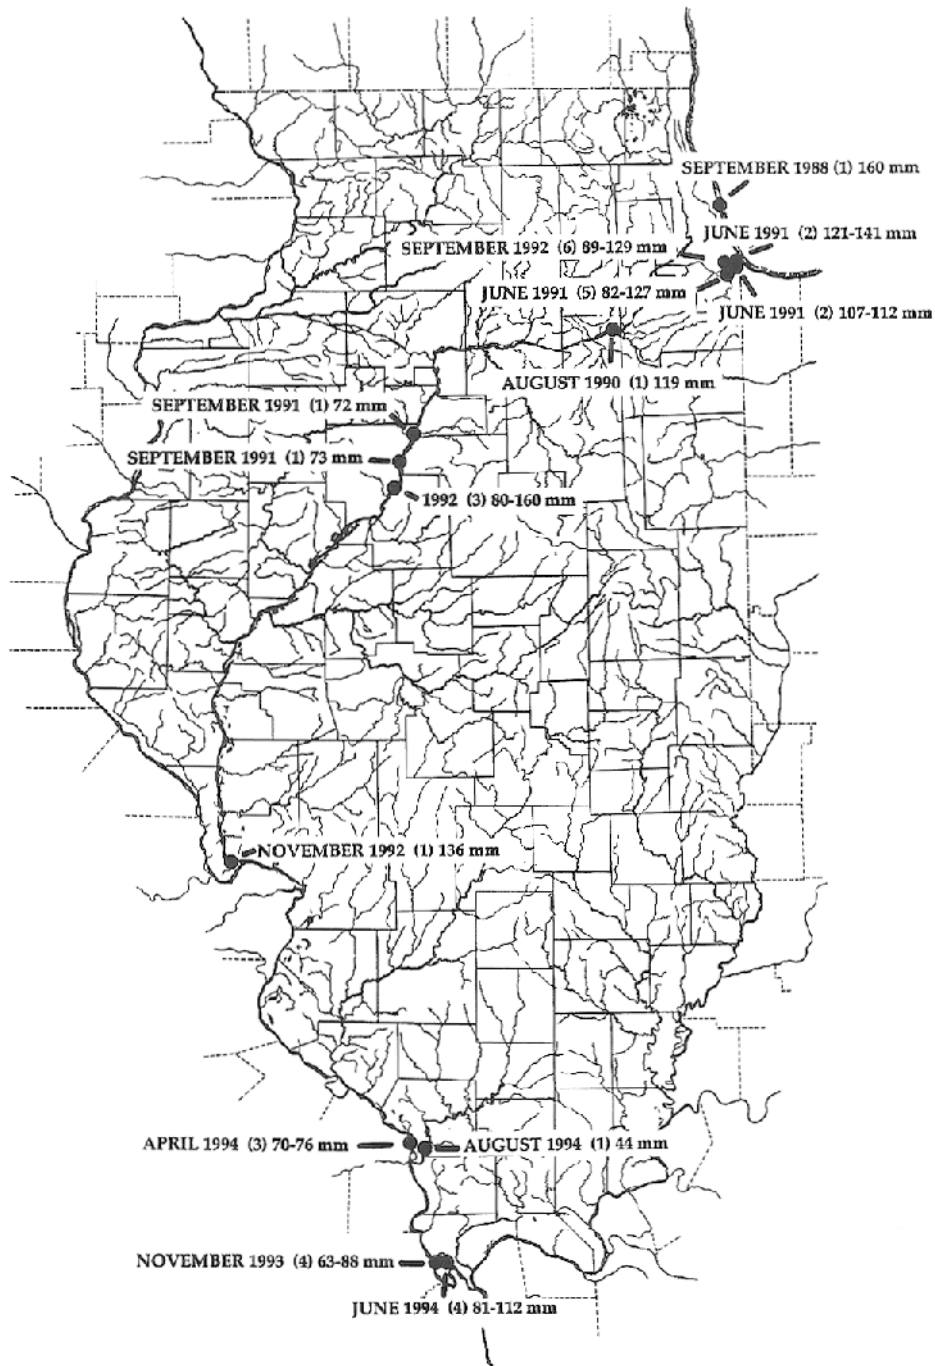 SEPTEMBER 1988 (1) 160 mm
JUNE 1991 (2) 121-141 mm
SEPTEMBER 1992 (6) 89-129 mm
JUNE 1991 (5) 82-127 mm
JUNE 1991 (2) 107-112 mm
AUGUST 1990 (1) 119 mm
SEPTEMBER 1991 (1) 72 mm
SEPTEMBER 1991 (1) 73 mm
1992 (3) 80-160 mm
NOVEMBER 1992 (1) 136 mm
APRIL 1994 (3) 70-76 mm
AUGUST 1994 (1) 44 mm
NOVEMBER 1993 (4) 63-88 mm
JUNE 1994 (4) 81-112 mm